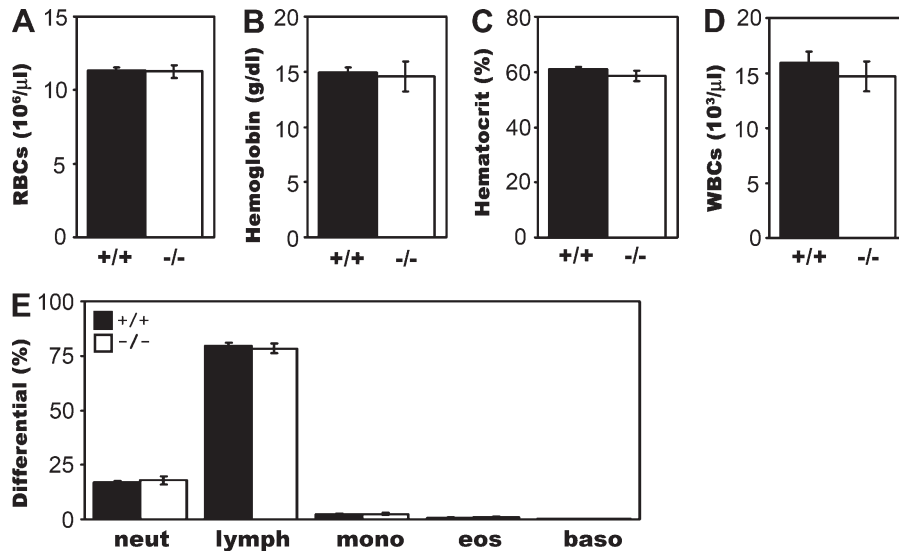 A
RBCs (10⁶/µl)
15
10
5
0
+/+ -/-
B
Hemoglobin (g/dl)
20
15
10
5
0
+/+ -/-
C
Hematocrit (%)
80
60
40
20
0
+/+ -/-
D
WBCs (10³/µl)
20
15
10
5
0
+/+ -/-
E
Differential (%)
100
75
50
25
0
+/+
-/-
neut lymph mono eos baso